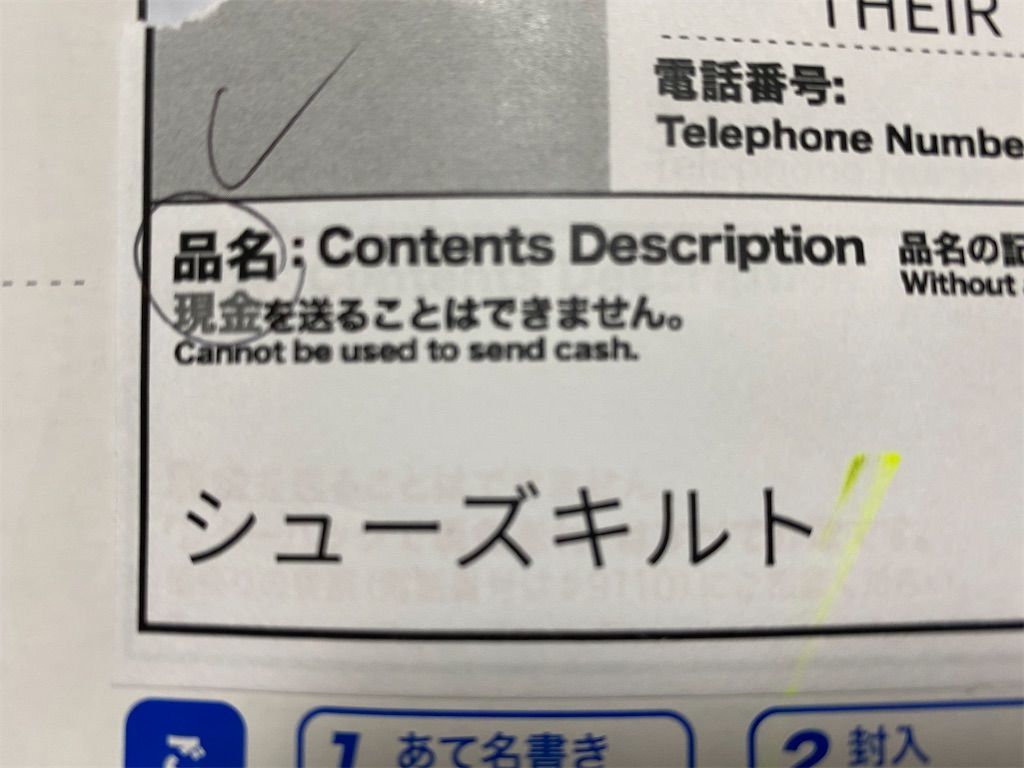 THEIR
電話番号:
Telephone Numbe
品名: Contents Description
品名の記
Without
現金を送ることはできません。
Cannot be used to send cash.
シューズキルト
ご
1 あて名書き
2 封入